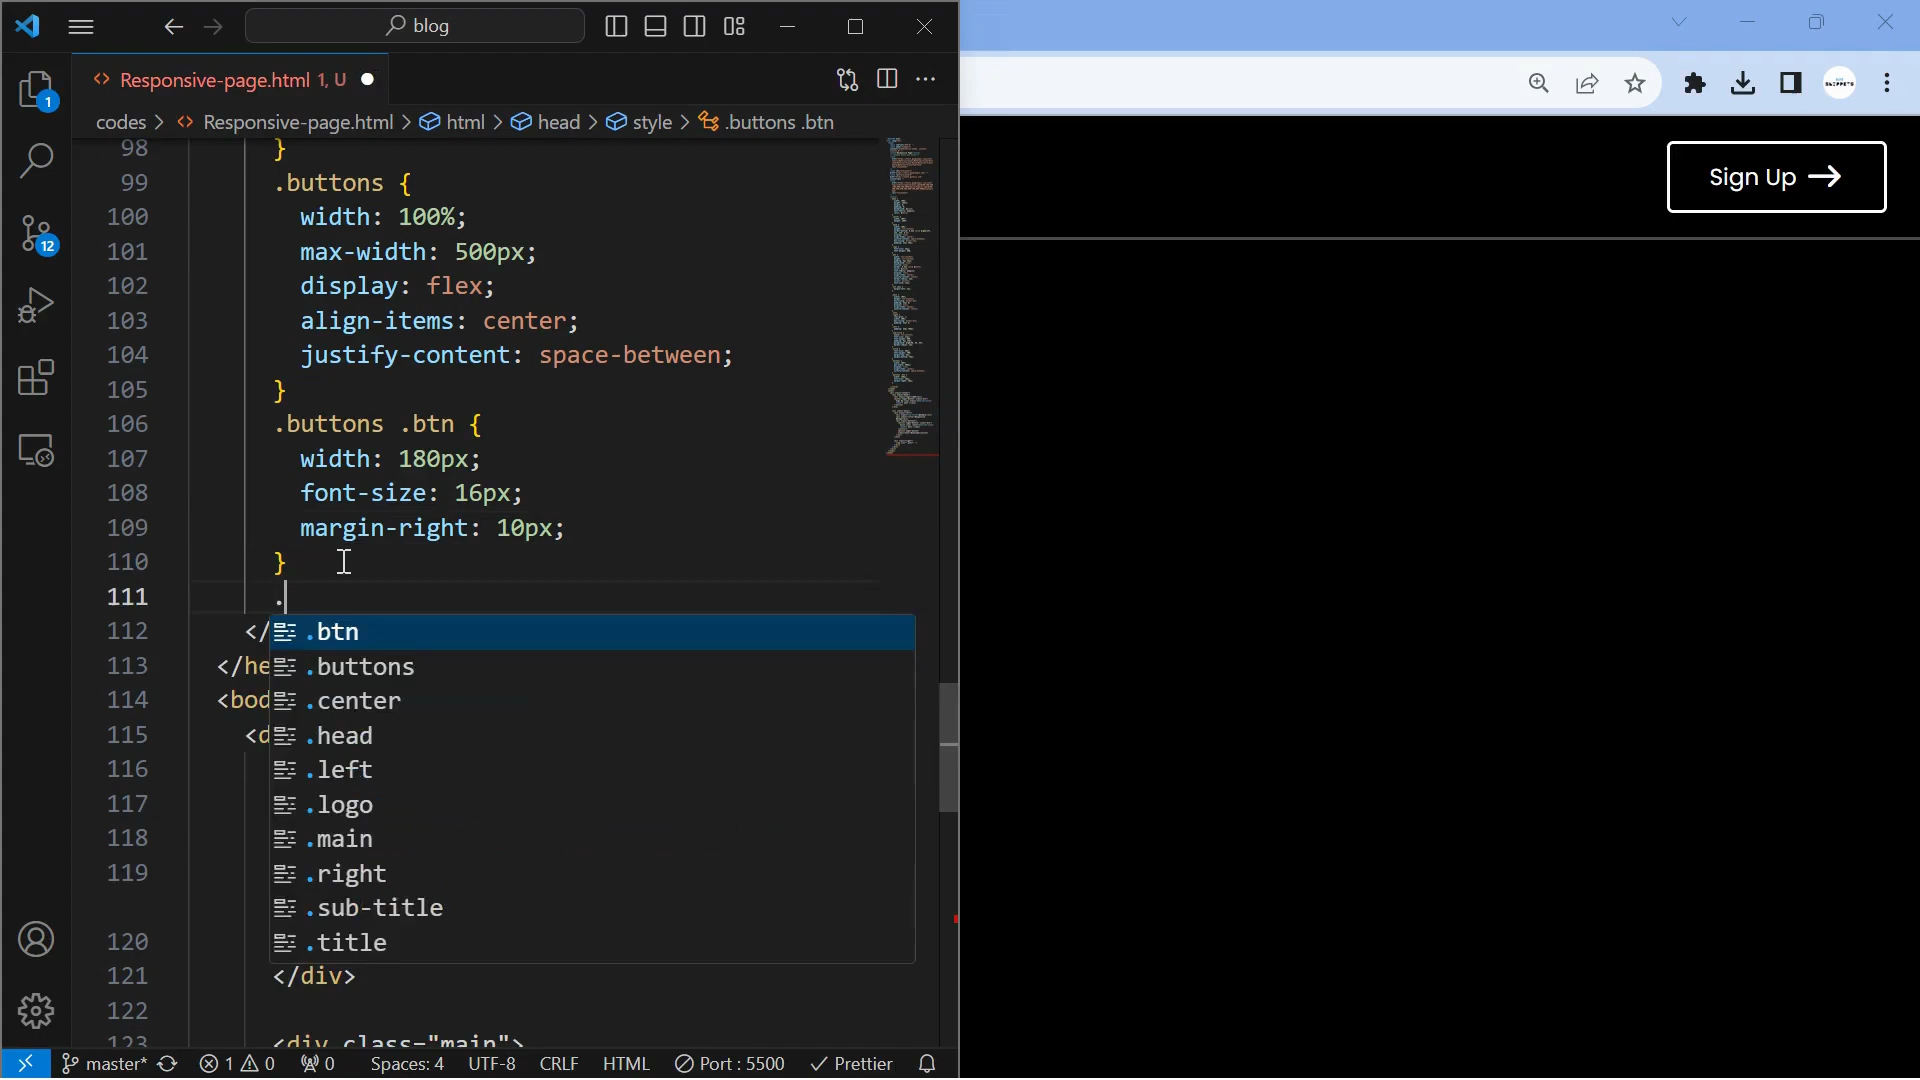 blog
Responsive-page.html 1, U
codes > Responsive-page.html > html > head > style > .buttons .btn
98 }
99 .buttons {
100 width: 100%;
101 max-width: 500px;
102 display: flex;
103 align-items: center;
104 justify-content: space-between;
105 }
106 .buttons .btn {
107 width: 180px;
108 font-size: 16px;
109 margin-right: 10px;
110 }
111 .
112 </ .btn
113 </he .buttons
114 <bod .center
115 <d .head
116 .left
117 .logo
118 .main
119 .right
.sub-title
120 .title
121 </div>
122
123 <div class="main">
1
12
master* 1 0 0 Spaces: 4 UTF-8 CRLF HTML Port : 5500 Prettier
Sign Up →